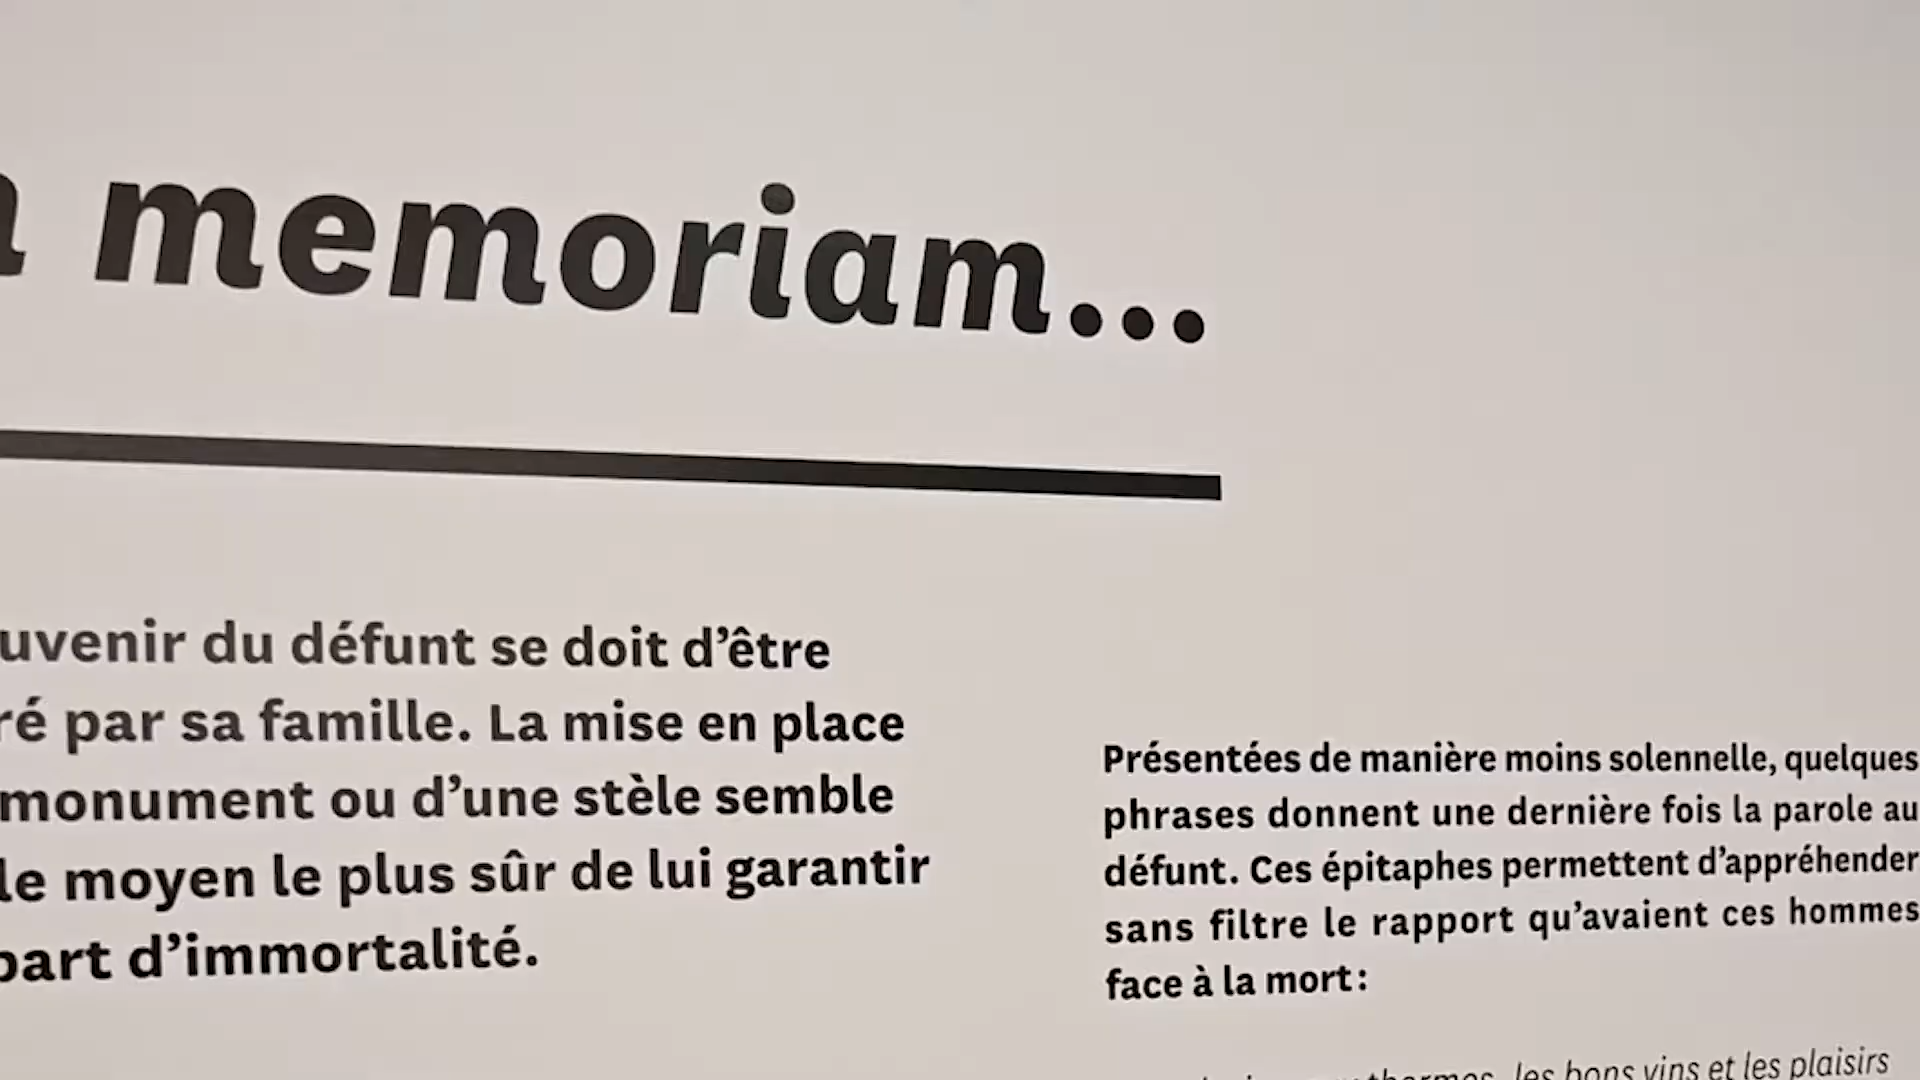 memoriam...
uvenir du défunt se doit d’être
ré par sa famille. La mise en place
monument ou d’une stèle semble
le moyen le plus sûr de lui garantir
part d’immortalité.
Présentées de manière moins solennelle, quelques
phrases donnent une dernière fois la parole au
défunt. Ces épitaphes permettent d’appréhender
sans filtre le rapport qu’avaient ces hommes
face à la mort :
les bons vins et les plaisirs